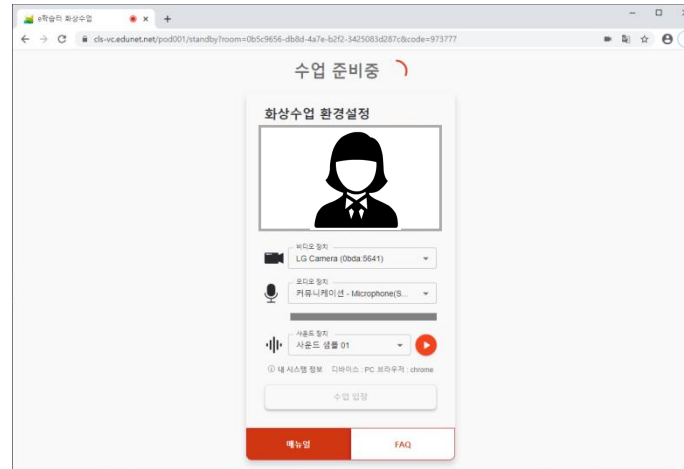 e학습터 화상수업
cls-vc.edunet.net/pod001/standby?room=0b5c9656-db8d-4a7e-b2f2-3425083d287c&code=973777
수업 준비중
화상수업 환경설정
비디오 장치
LG Camera (0bda:5641)
오디오 장치
커뮤니케이션 - Microphone(S...
사운드 장치
사운드 샘플 01
ⓘ 내 시스템 정보 디바이스 : PC 브라우저 : chrome
수업 입장
메뉴얼 FAQ